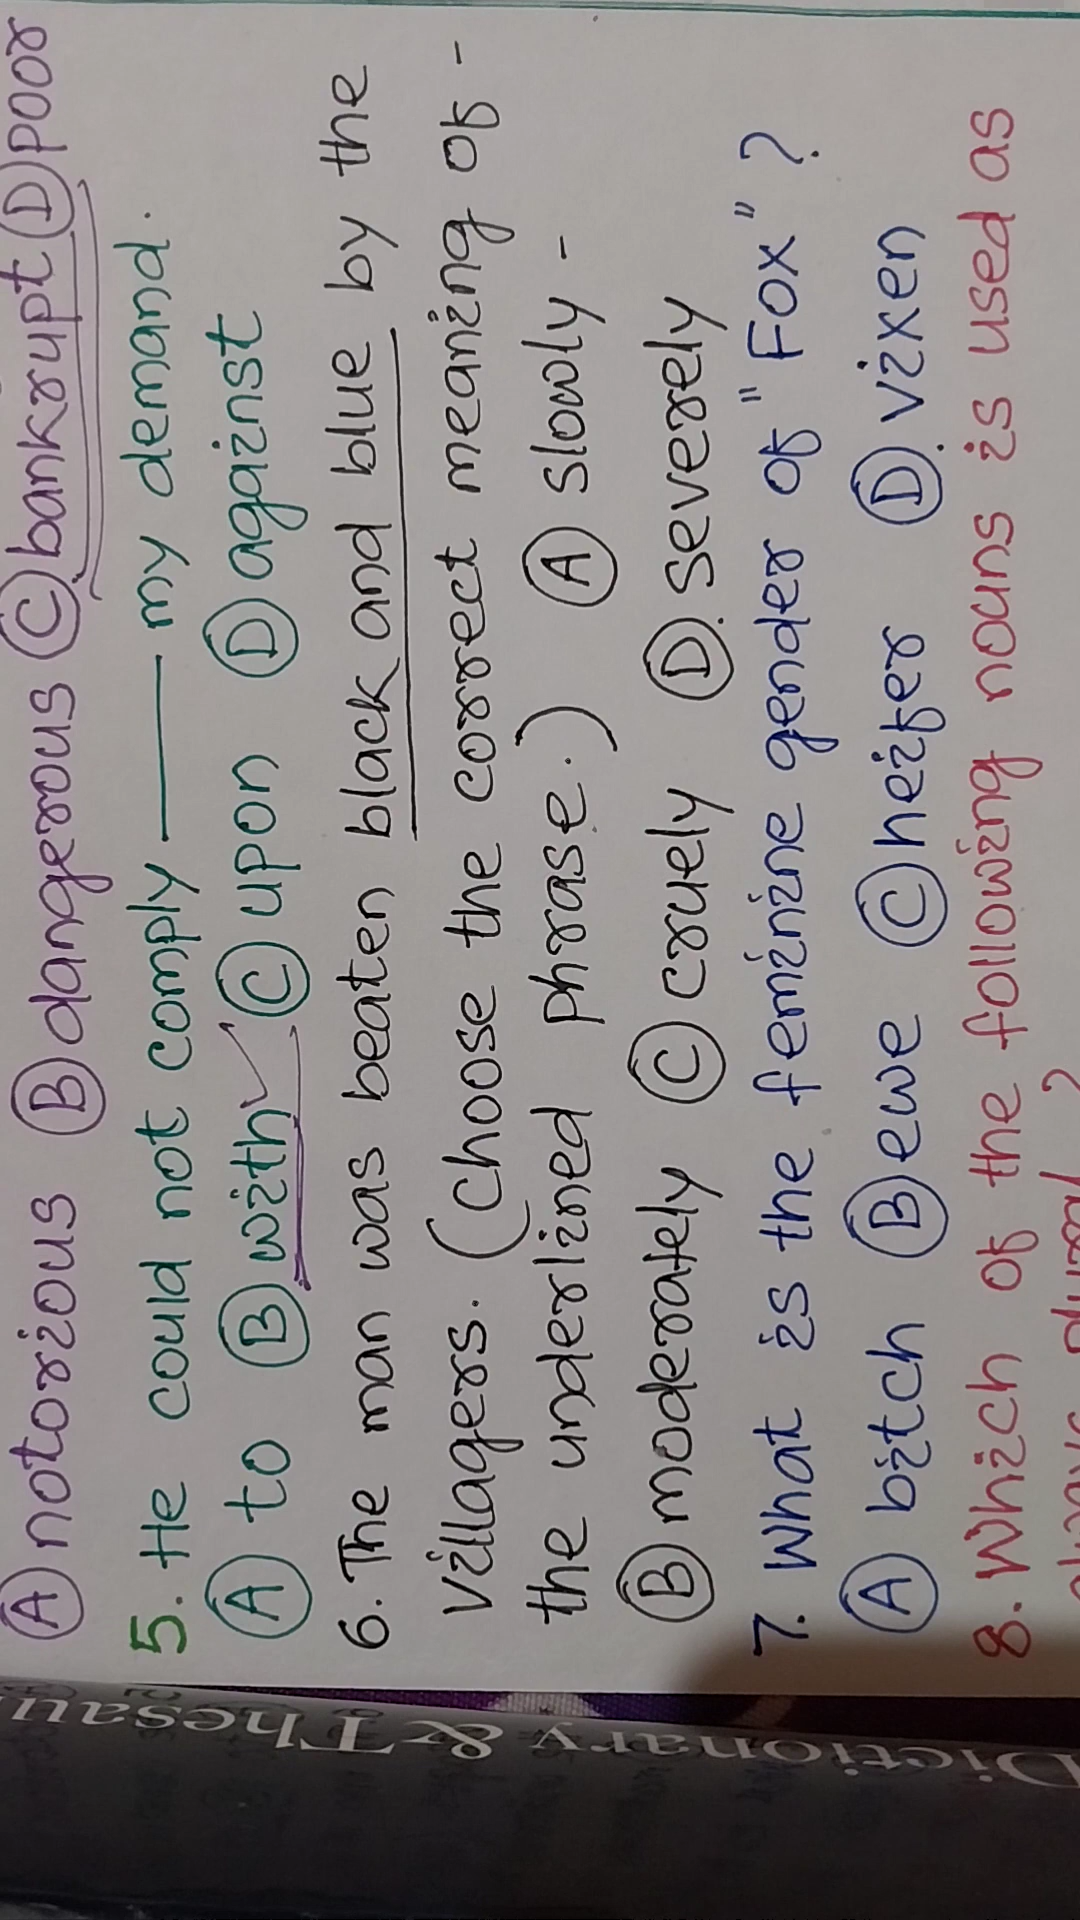 Ⓐ notorious Ⓑ dangerous Ⓒ bankrupt Ⓓ poor
5. He could not comply —— my demand.
Ⓐ to Ⓑ with ✓ Ⓒ upon Ⓓ against
6. The man was beaten black and blue by the
villagers. (Choose the correct meaning of -
the underlined phrase.) Ⓐ slowly -
Ⓑ moderately Ⓒ cruely Ⓓ severely
7. What is the feminine gender of "Fox"?
Ⓐ bitch Ⓑ ewe Ⓒ heifer Ⓓ vixen
8. Which of the following nouns is used as
Dictionary & Thesau